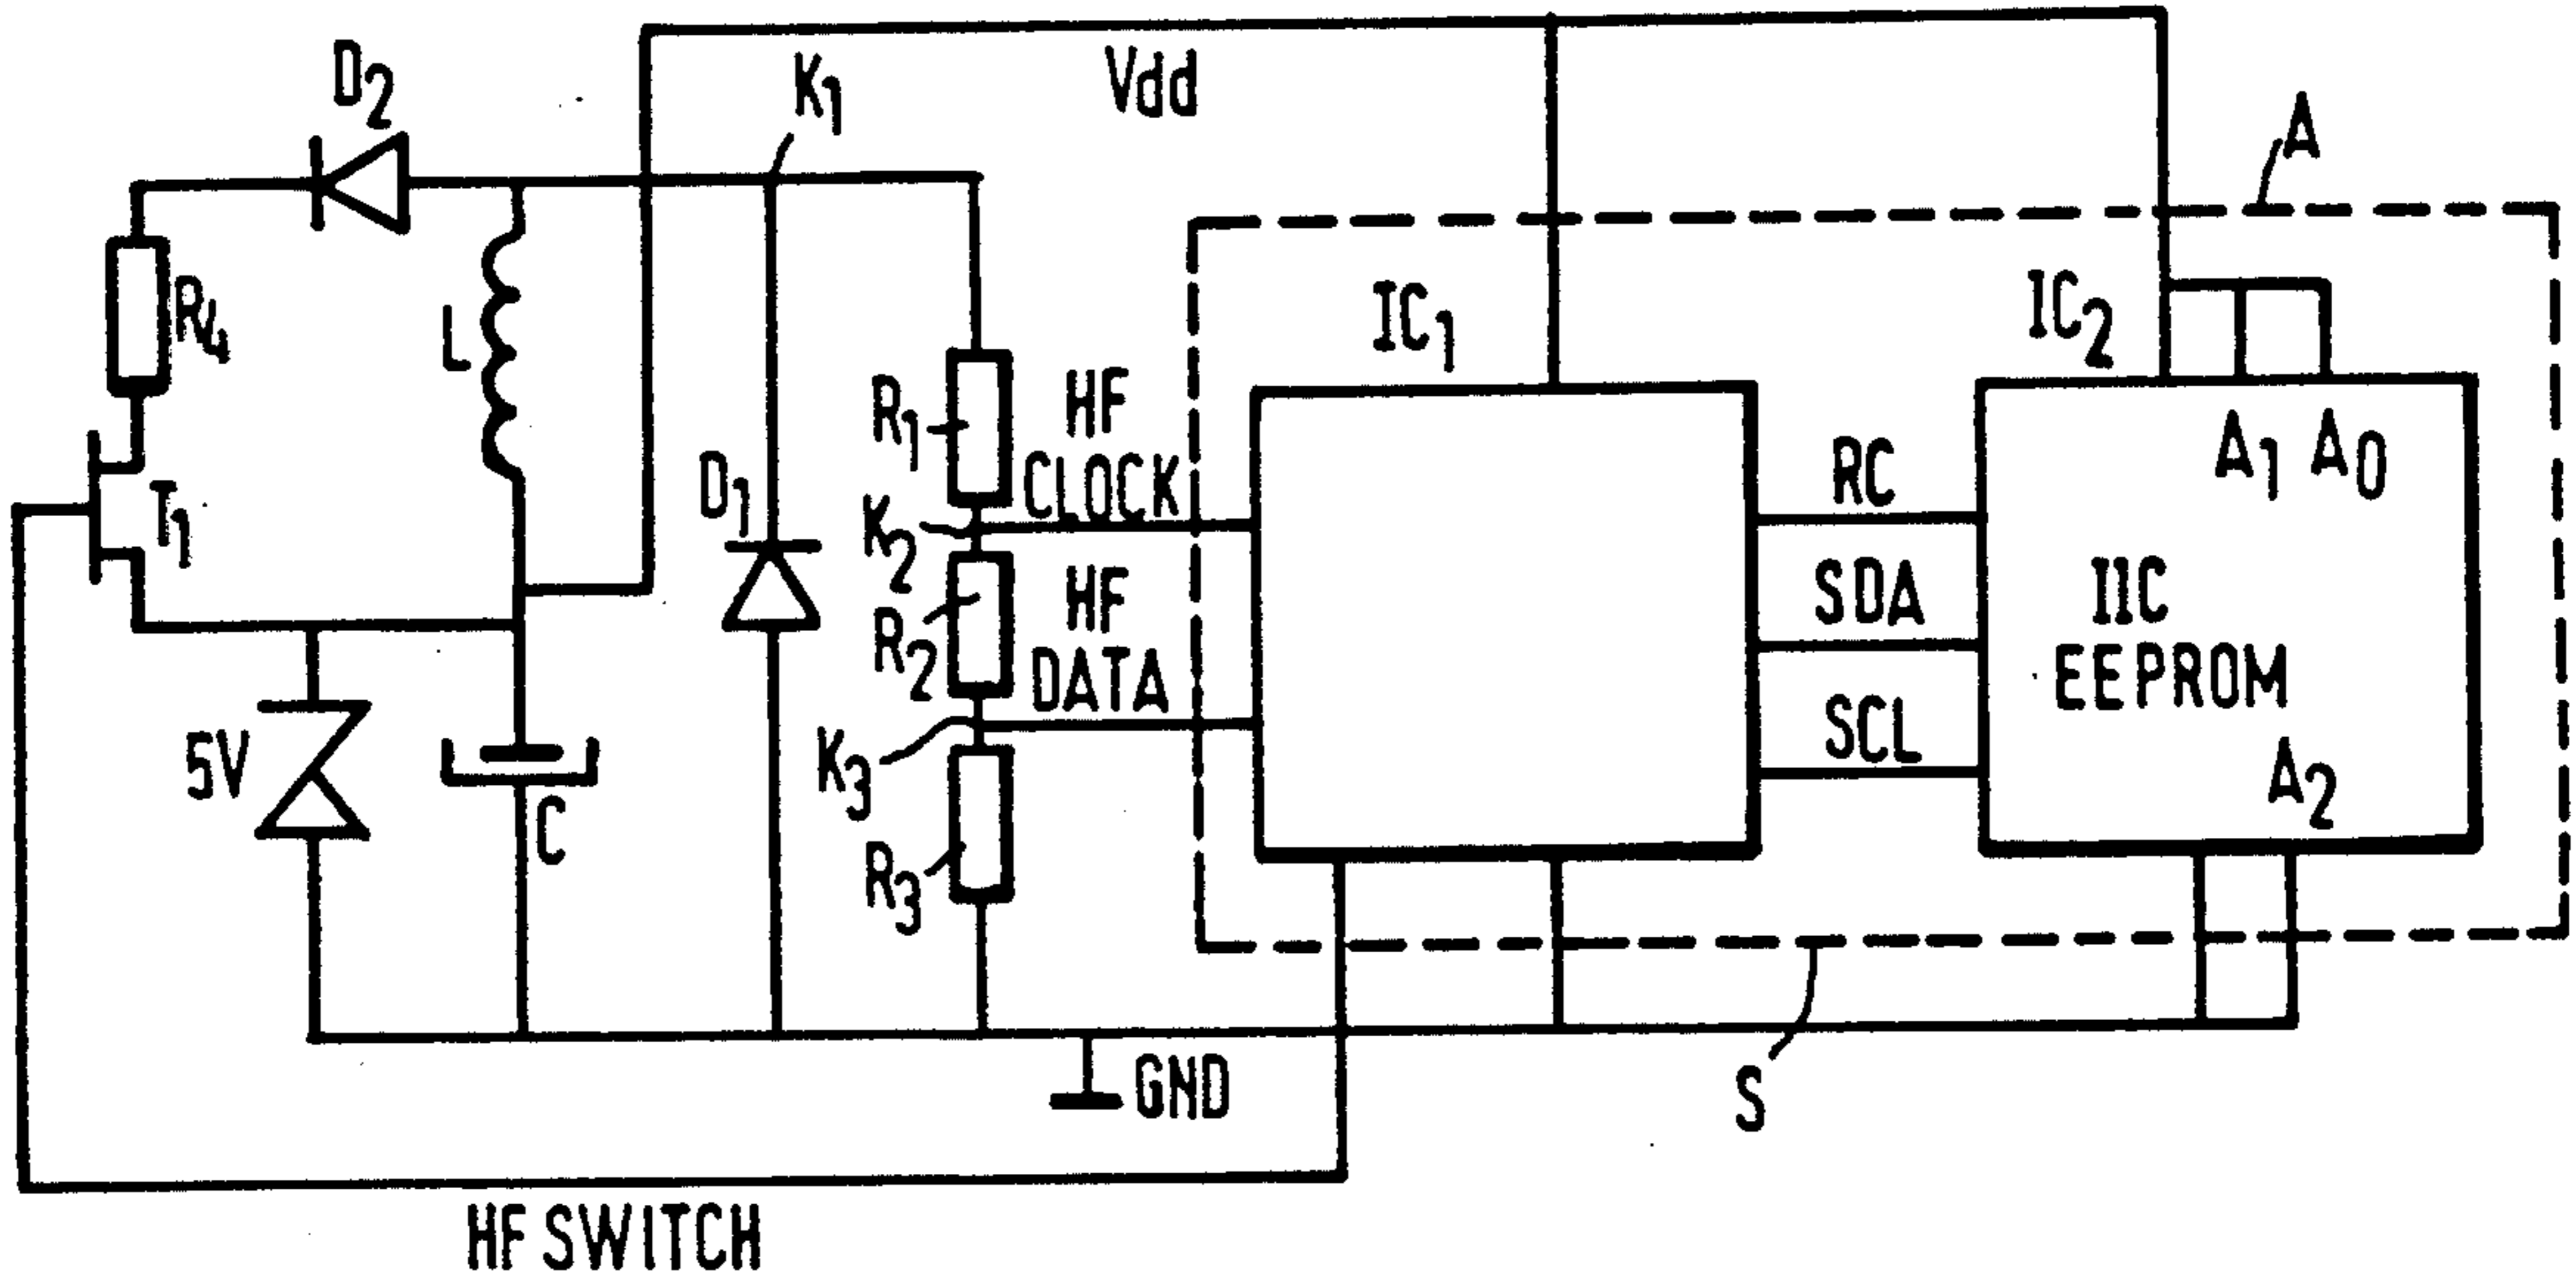 D2
K1
Vdd
A
R4
L
IC1
IC2
R1
HF
CLOCK
A1 A0
T1
D1
K2
RC
R2
HF
DATA
SDA
IIC
EEPROM
5V
K3
SCL
A2
C
R3
GND
S
HF SWITCH